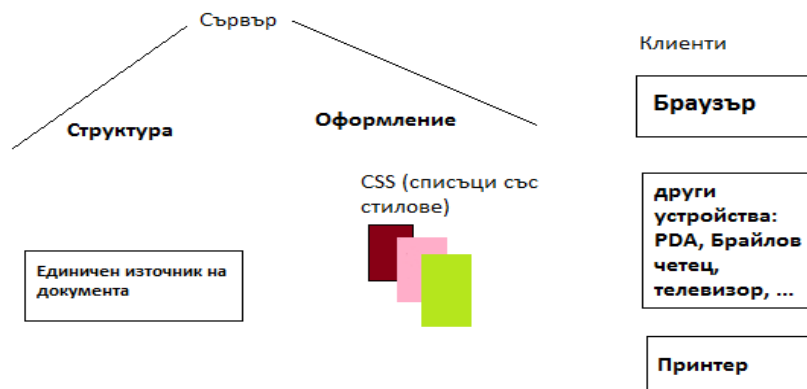 Сървър
Структура
Оформление
CSS (списъци със
стилове)
Единичен източник на
документа
Клиенти
Браузър
други
устройства:
PDA, Брайлов
четец,
телевизор, ...
Принтер